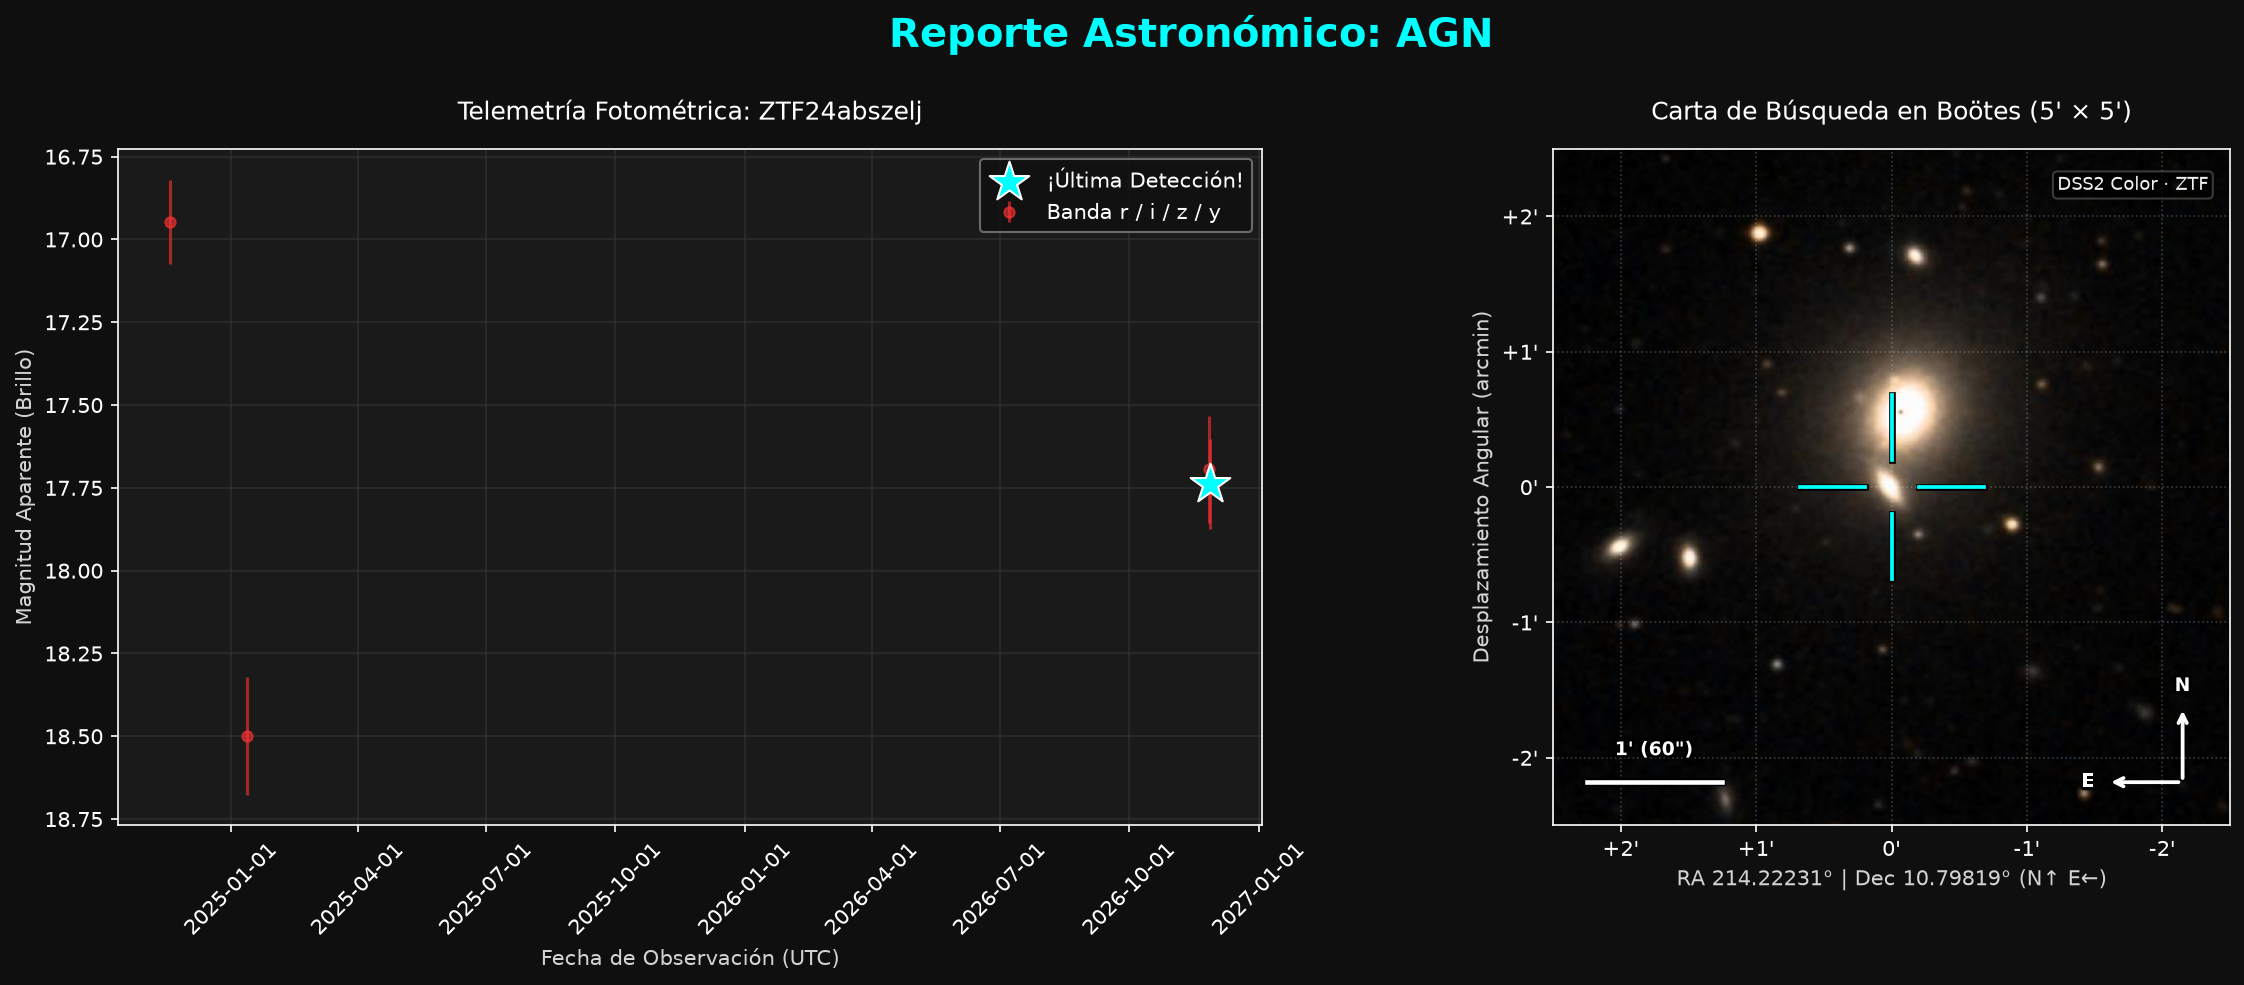 Reporte Astronómico: AGN
Telemetría Fotométrica: ZTF24abszelj
¡Última Detección!
Banda r / i / z / y
Magnitud Aparente (Brillo)
16.75
17.00
17.25
17.50
17.75
18.00
18.25
18.50
18.75
2025-01-01
2025-04-01
2025-07-01
2025-10-01
2026-01-01
2026-04-01
2026-07-01
2026-10-01
2027-01-01
Fecha de Observación (UTC)
Carta de Búsqueda en Boötes (5' × 5')
DSS2 Color · ZTF
Desplazamiento Angular (arcmin)
+2'
+1'
0'
-1'
-2'
N
E
1' (60")
+2'
+1'
0'
-1'
-2'
RA 214.22231° | Dec 10.79819° (N↑ E←)